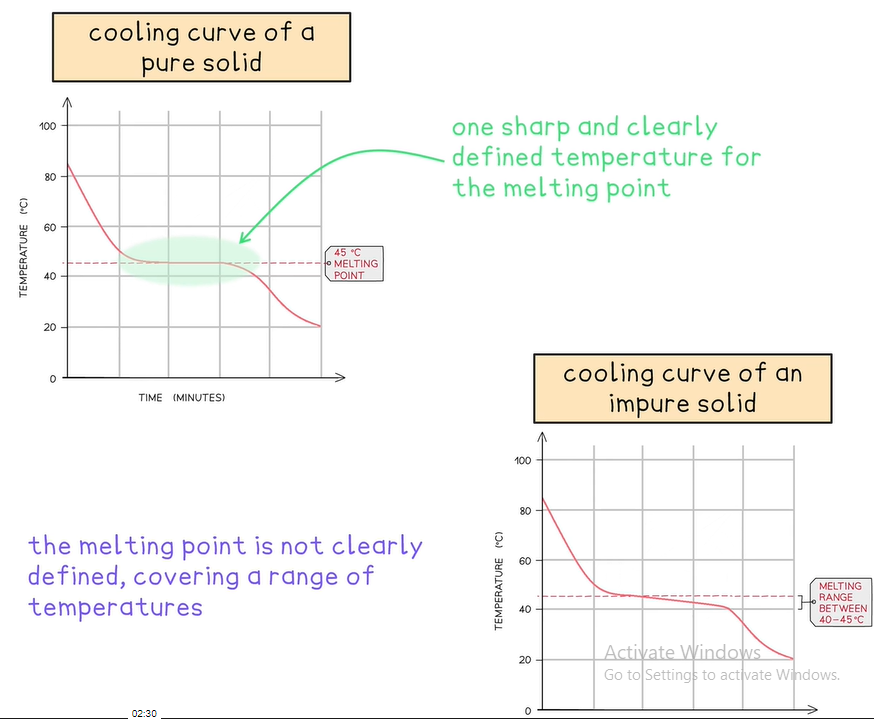 cooling curve of a
pure solid
one sharp and clearly
defined temperature for
the melting point
100
80
60
40
20
0
TEMPERATURE (°C)
TIME (MINUTES)
45 °C
MELTING
POINT
cooling curve of an
impure solid
the melting point is not clearly
defined, covering a range of
temperatures
100
80
60
40
20
0
TEMPERATURE (°C)
MELTING
RANGE
BETWEEN
40–45°C
Activate Windows
Go to Settings to activate Windows.
02:30